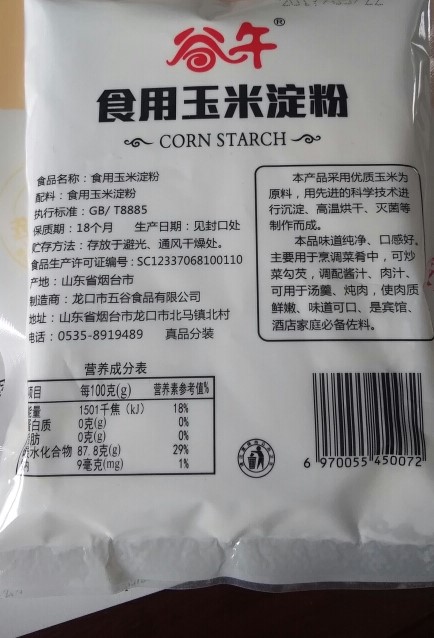 谷午®
食用玉米淀粉
CORN STARCH
食品名称：食用玉米淀粉
配料：食用玉米淀粉
执行标准：GB/ T8885
保质期：18个月 生产日期：见封口处
贮存方法：存放于避光、通风干燥处。
食品生产许可证编号：SC12337068100110
产地：山东省烟台市
制造商：龙口市五谷食品有限公司
地址：山东省烟台市龙口市北马镇北村
电话：0535-8919489 真品分装
本产品采用优质玉米为
原料，用先进的科学技术进
行沉淀、高温烘干、灭菌等
制作而成。
本品味道纯净、口感好，
主要用于烹调菜肴中，可炒
菜勾芡，调配酱汁、肉汁、
可用于汤羹、炖肉，使肉质
鲜嫩、味道可口、是宾馆、
酒店家庭必备佐料。
营养成分表
项目 每100克(g) 营养素参考值%
能量 1501千焦（kJ） 18%
蛋白质 0克(g) 0%
脂肪 0克(g) 0%
碳水化合物 87.8克(g) 29%
钠 9毫克(mg) 1%
6 970055 450072